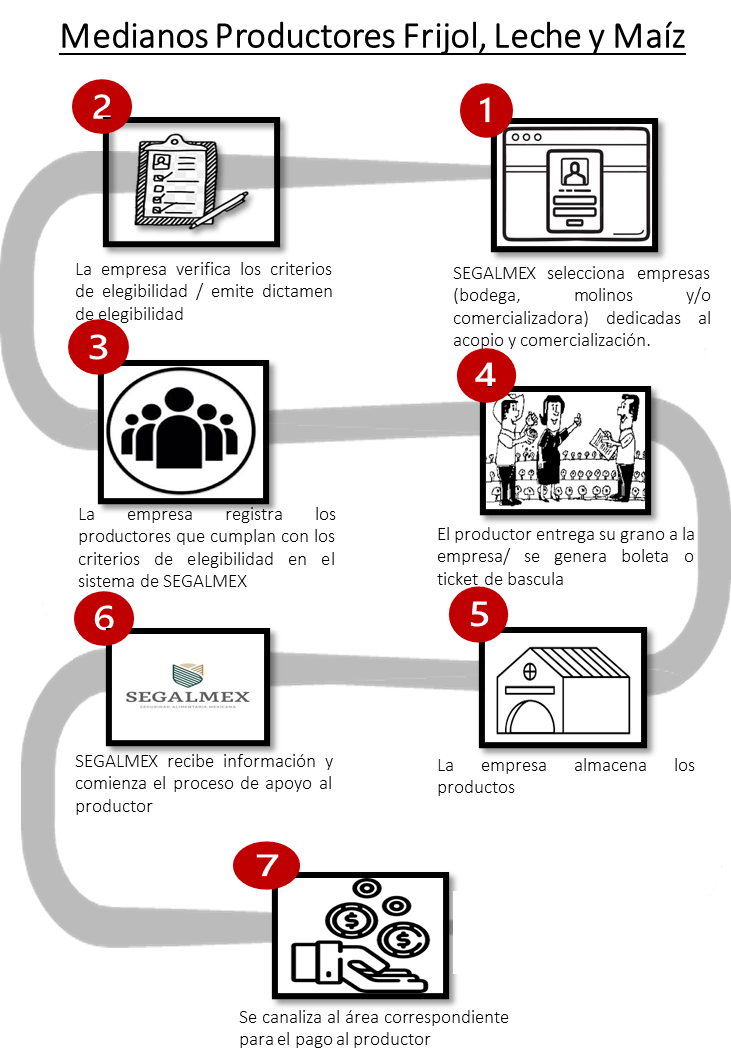 Medianos Productores Frijol, Leche y Maíz
1
SEGALMEX selecciona empresas
(bodega, molinos y/o
comercializadora) dedicadas al
acopio y comercialización.
2
La empresa verifica los criterios
de elegibilidad / emite dictamen
de elegibilidad
3
La empresa registra los
productores que cumplan con los
criterios de elegibilidad en el
sistema de SEGALMEX
4
El productor entrega su grano a la
empresa/ se genera boleta o
ticket de bascula
5
La empresa almacena los
productos
6
SEGALMEX
SEGURIDAD ALIMENTARIA MEXICANA
SEGALMEX recibe información y
comienza el proceso de apoyo al
productor
7
Se canaliza al área correspondiente
para el pago al productor